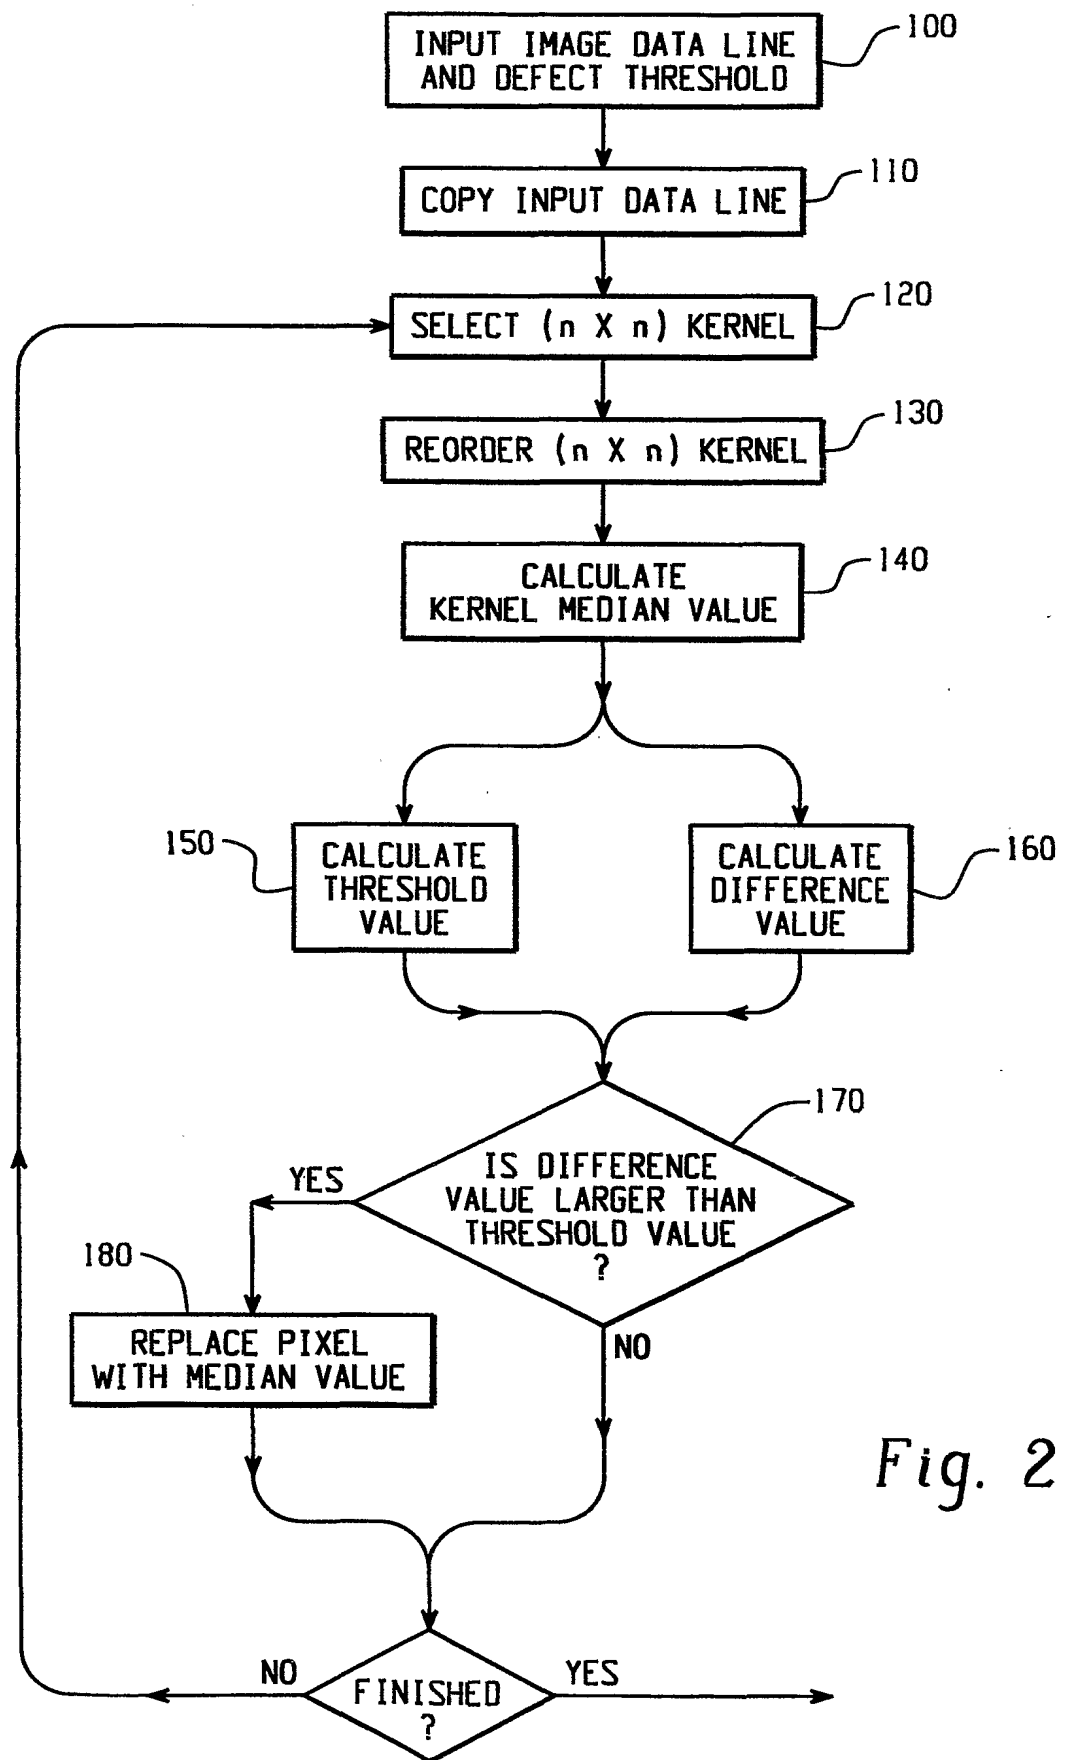 INPUT IMAGE DATA LINE
AND DEFECT THRESHOLD
100
COPY INPUT DATA LINE
110
SELECT (n X n) KERNEL
120
REORDER (n X n) KERNEL
130
CALCULATE
KERNEL MEDIAN VALUE
140
150
CALCULATE
THRESHOLD
VALUE
CALCULATE
DIFFERENCE
VALUE
160
170
IS DIFFERENCE
VALUE LARGER THAN
THRESHOLD VALUE
?
YES
NO
180
REPLACE PIXEL
WITH MEDIAN VALUE
Fig. 2
FINISHED
?
NO
YES